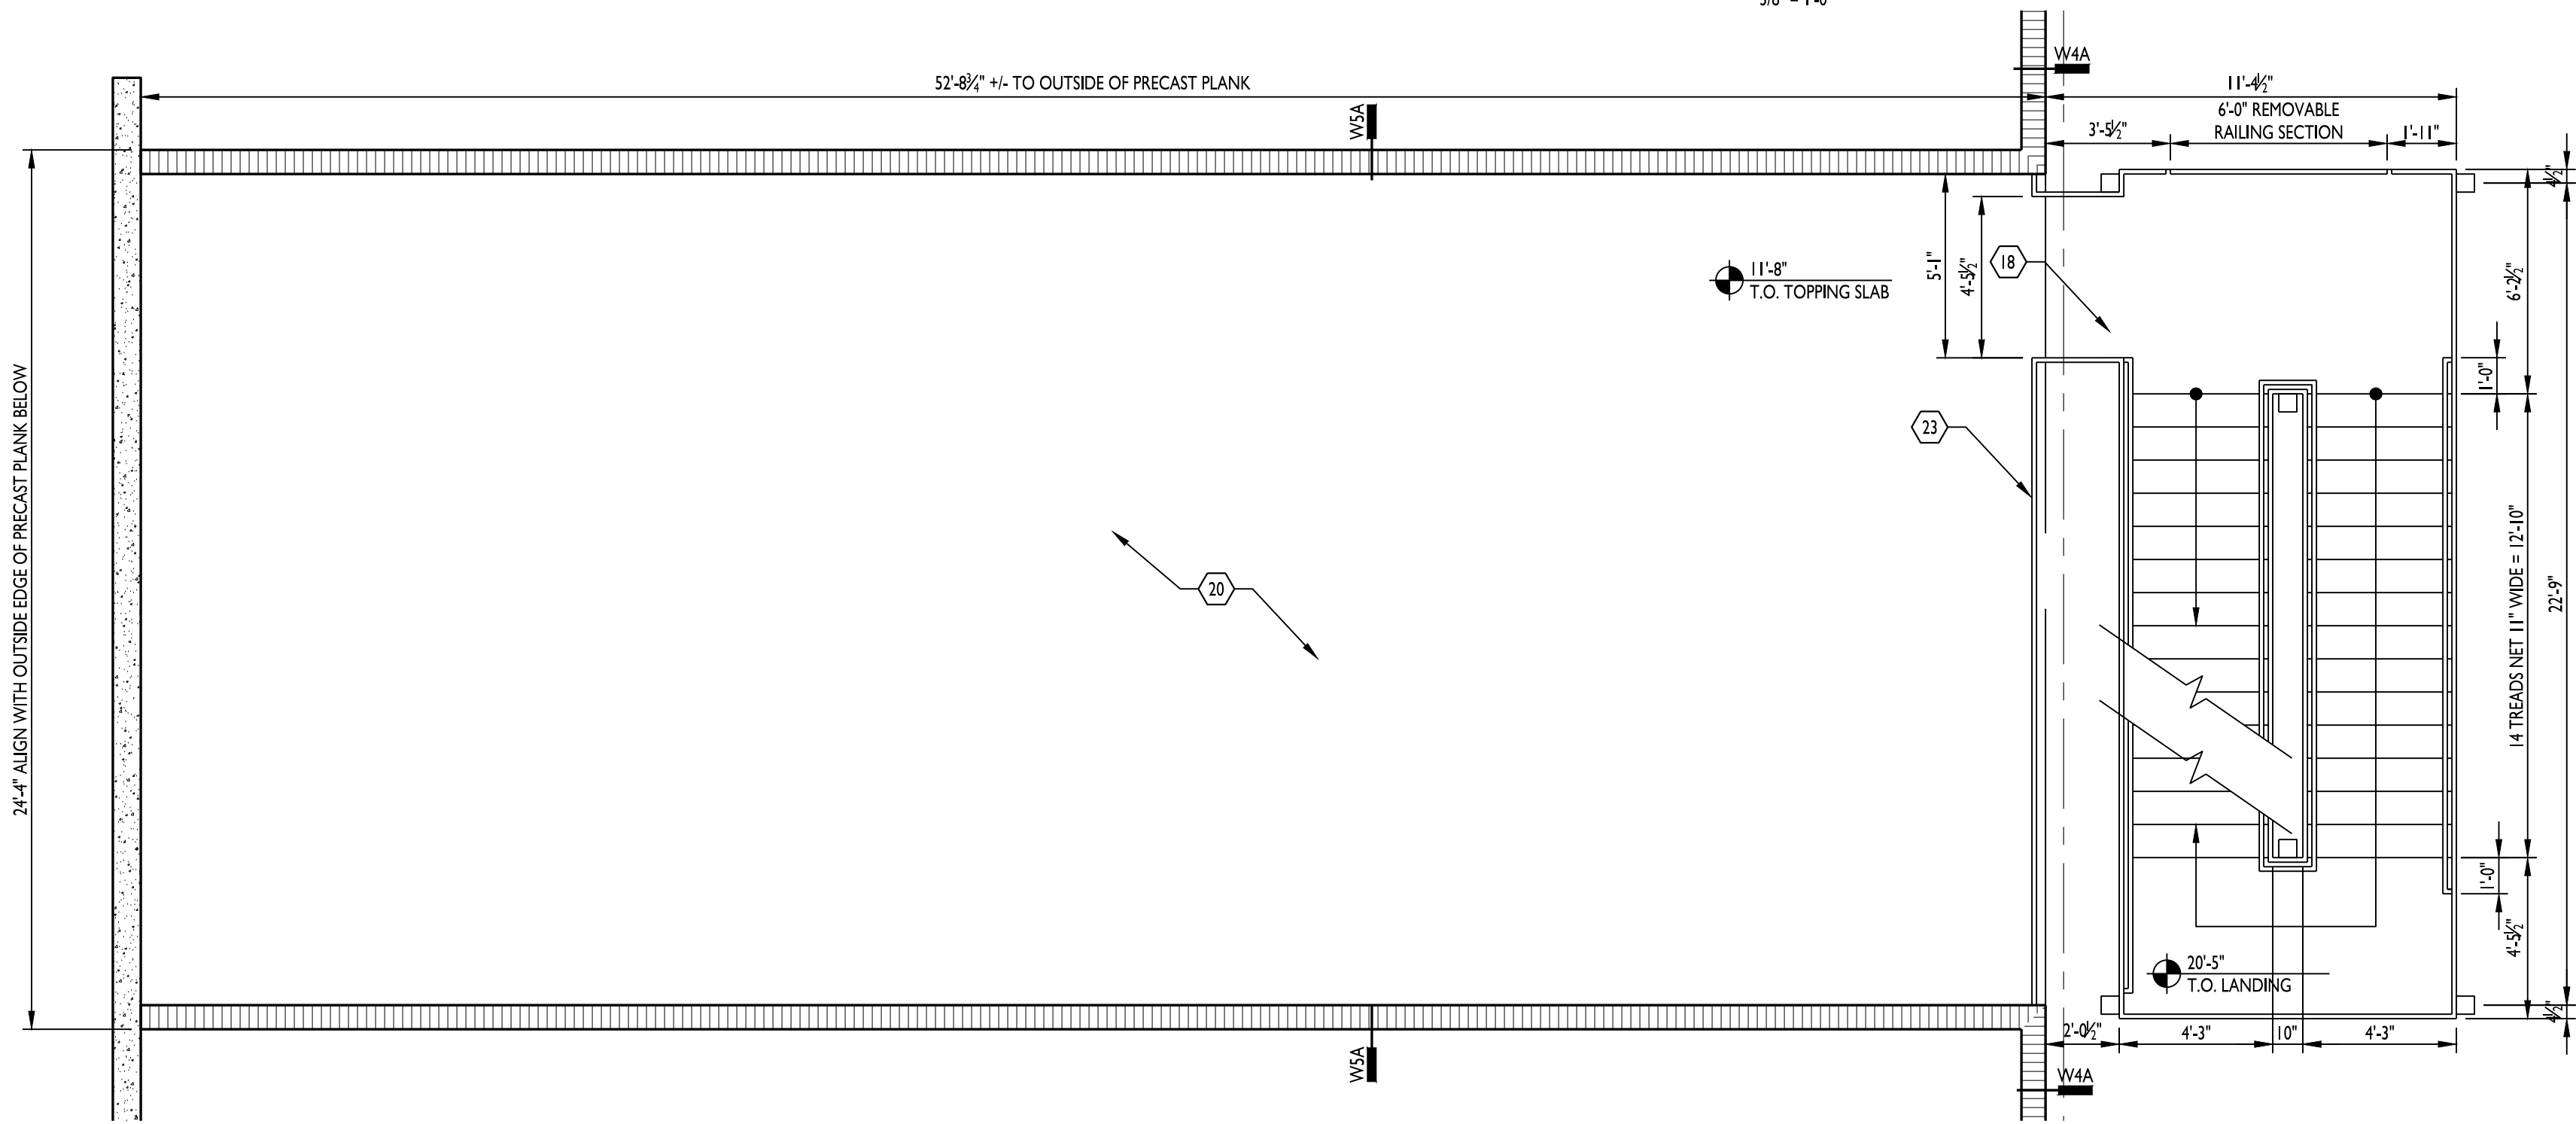 52'-8¾" +/- TO OUTSIDE OF PRECAST PLANK
W4A
11'-4½"
6'-0" REMOVABLE
RAILING SECTION
3'-5½"
1'-11"
W5A
4½"
5'-1"
4'-5½"
18
11'-8"
T.O. TOPPING SLAB
6'-2½"
1'-0"
24'-4" ALIGN WITH OUTSIDE EDGE OF PRECAST PLANK BELOW
23
20
14 TREADS NET 11" WIDE = 12'-10"
22'-9"
1'-0"
4'-5½"
20'-5"
T.O. LANDING
4½"
2'-0½"
4'-3"
10"
4'-3"
W5A
W4A